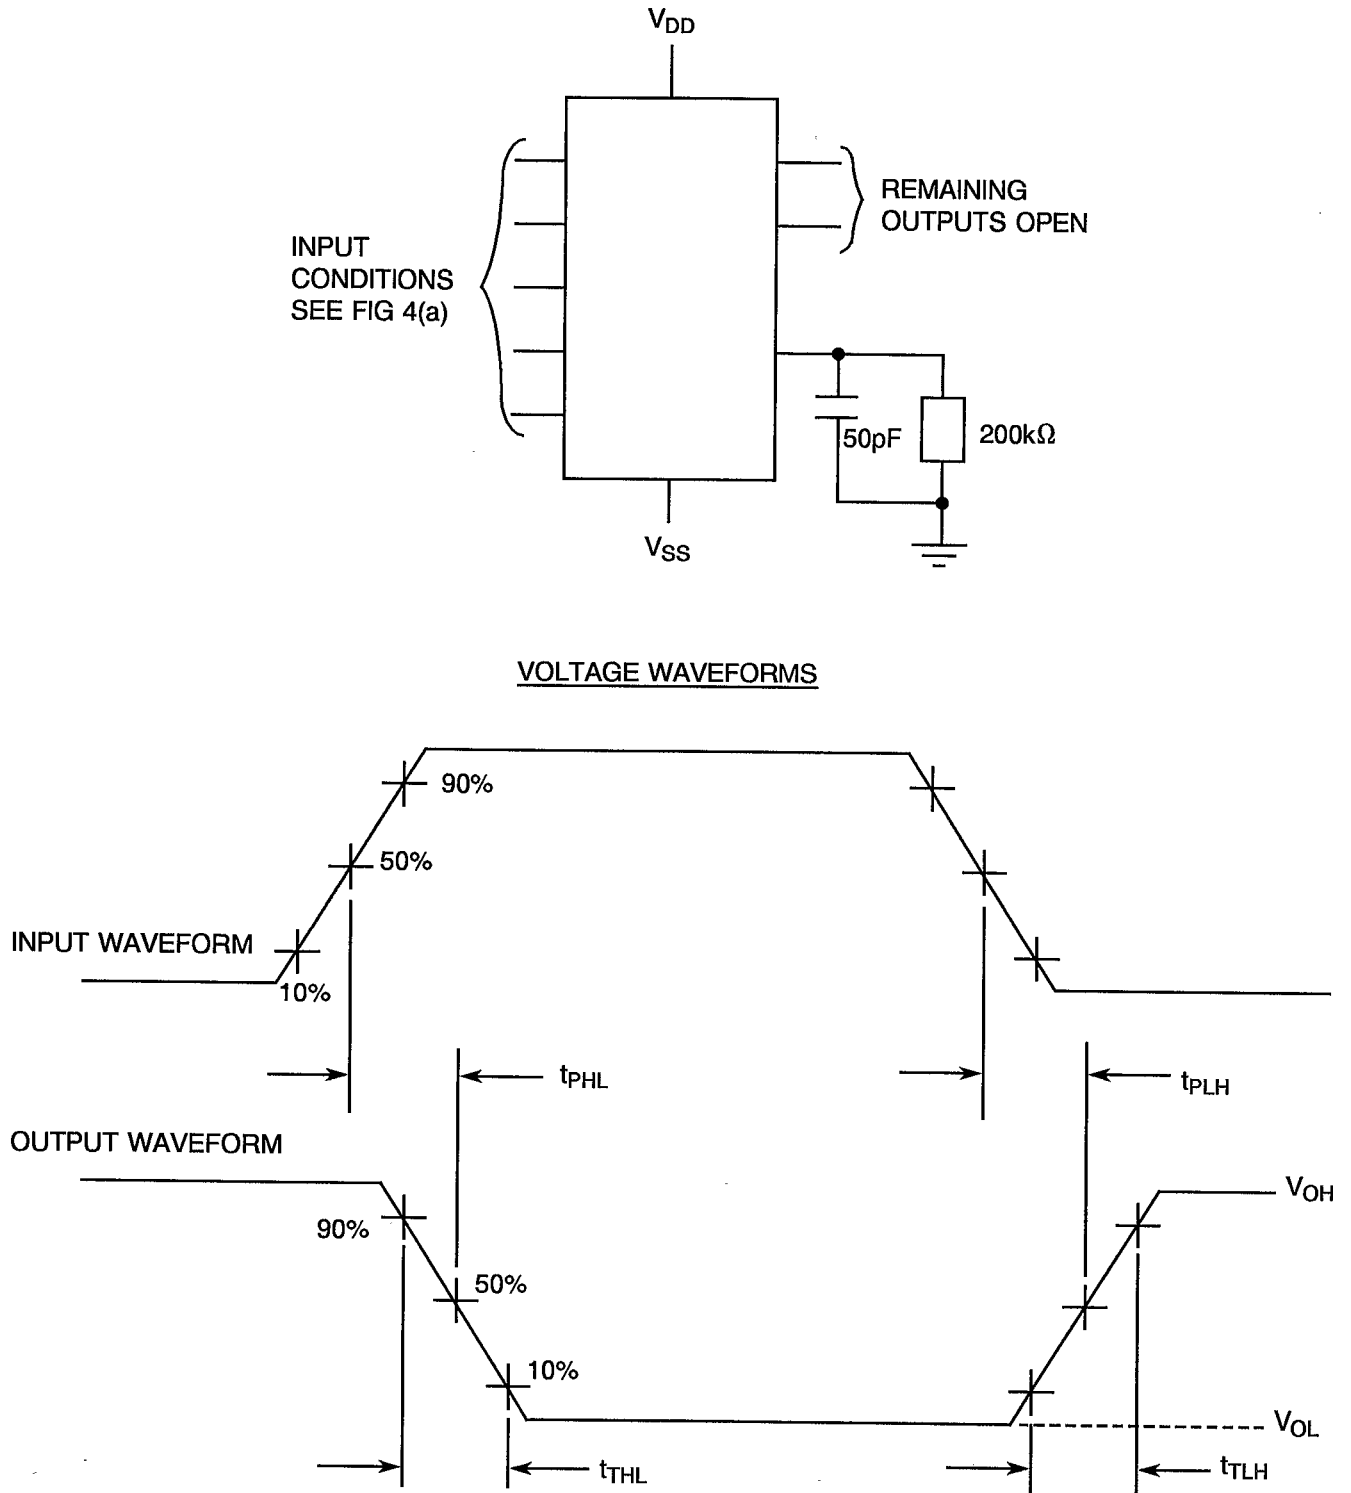 VDD
REMAINING
OUTPUTS OPEN
INPUT
CONDITIONS
SEE FIG 4(a)
50pF
200kΩ
VSS
VOLTAGE WAVEFORMS
90%
50%
INPUT WAVEFORM
10%
tPHL
tPLH
OUTPUT WAVEFORM
VOH
90%
50%
10%
VOL
tTHL
tTLH